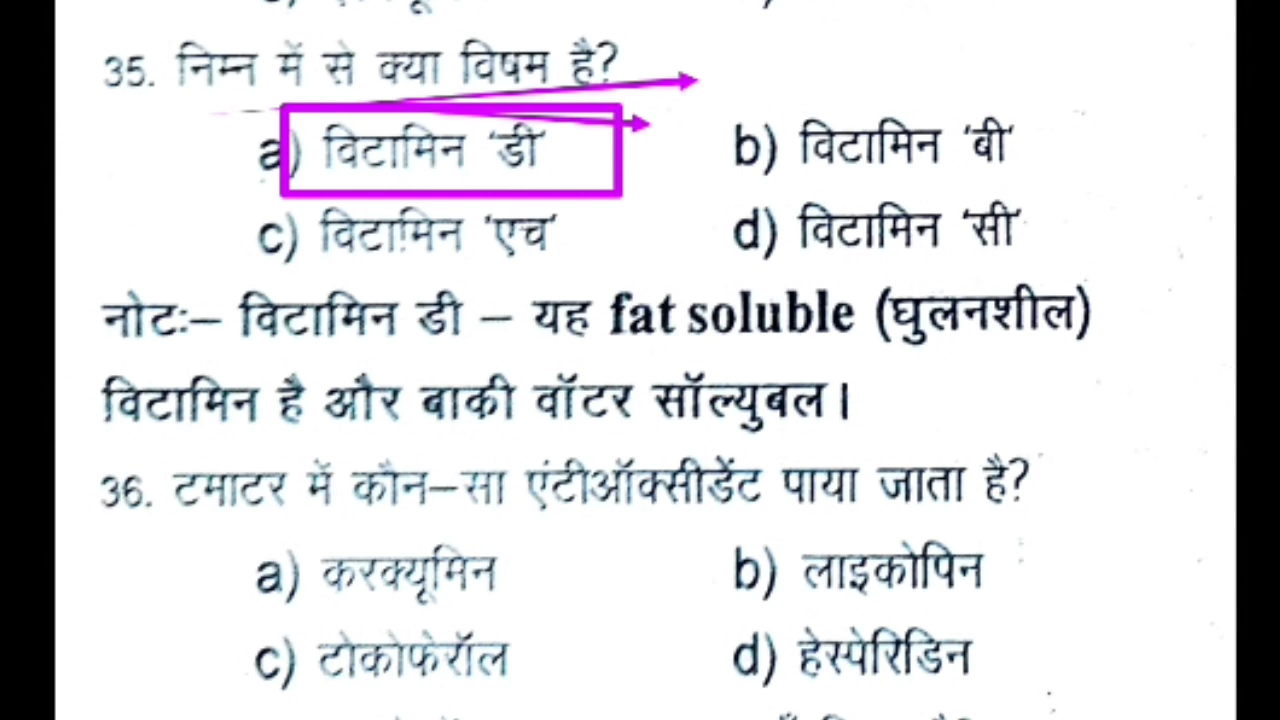 35. निम्न में से क्या विषम है?
a) विटामिन 'डी' b) विटामिन 'बी'
c) विटामिन 'एच' d) विटामिन 'सी'
नोटः– विटामिन डी – यह fat soluble (घुलनशील)
विटामिन है और बाकी वॉटर सॉल्युबल।
36. टमाटर में कौन–सा एंटीऑक्सीडेंट पाया जाता है?
a) करक्यूमिन b) लाइकोपिन
c) टोकोफेरॉल d) हेस्पेरिडिन